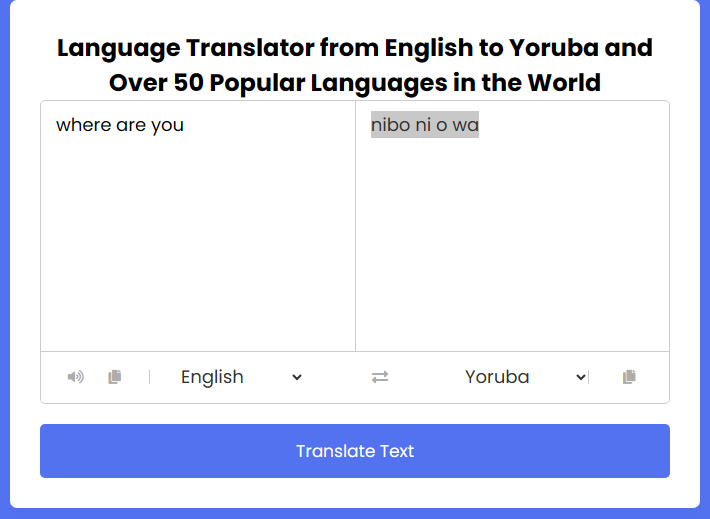 Language Translator from English to Yoruba and
Over 50 Popular Languages in the World
where are you
nibo ni o wa
English
Yoruba
Translate Text